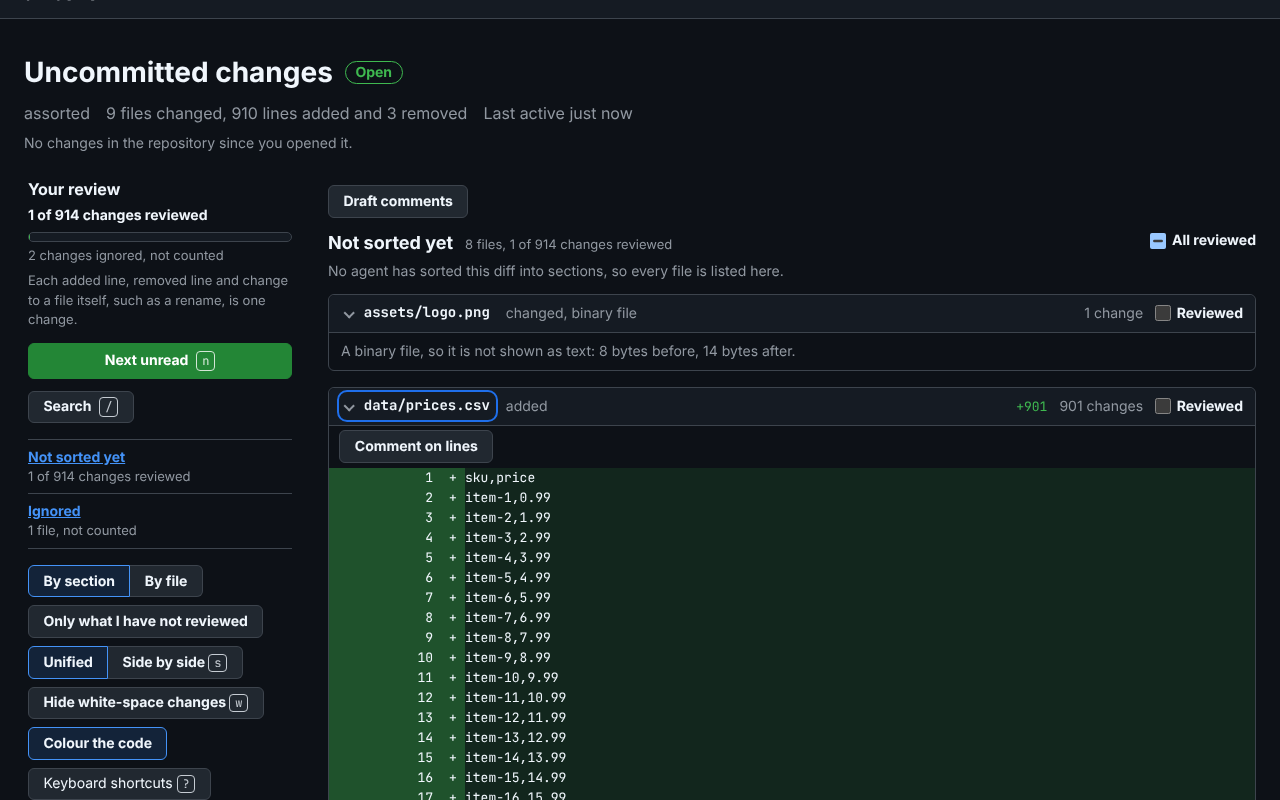 Uncommitted changes Open
assorted 9 files changed, 910 lines added and 3 removed Last active just now
No changes in the repository since you opened it.
Your review
1 of 914 changes reviewed
2 changes ignored, not counted
Each added line, removed line and change
to a file itself, such as a rename, is one
change.
Next unread n
Search /
Not sorted yet
1 of 914 changes reviewed
Ignored
1 file, not counted
By section By file
Only what I have not reviewed
Unified Side by side s
Hide white-space changes w
Colour the code
Keyboard shortcuts ?
Draft comments
Not sorted yet 8 files, 1 of 914 changes reviewed All reviewed
No agent has sorted this diff into sections, so every file is listed here.
assets/logo.png changed, binary file 1 change Reviewed
A binary file, so it is not shown as text: 8 bytes before, 14 bytes after.
data/prices.csv added +901 901 changes Reviewed
Comment on lines
1 + sku,price
2 + item-1,0.99
3 + item-2,1.99
4 + item-3,2.99
5 + item-4,3.99
6 + item-5,4.99
7 + item-6,5.99
8 + item-7,6.99
9 + item-8,7.99
10 + item-9,8.99
11 + item-10,9.99
12 + item-11,10.99
13 + item-12,11.99
14 + item-13,12.99
15 + item-14,13.99
16 + item-15,14.99
17 + item-16,15.99